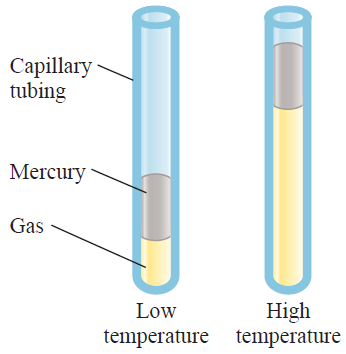 Capillary
tubing
Mercury
Gas
Low
temperature
High
temperature